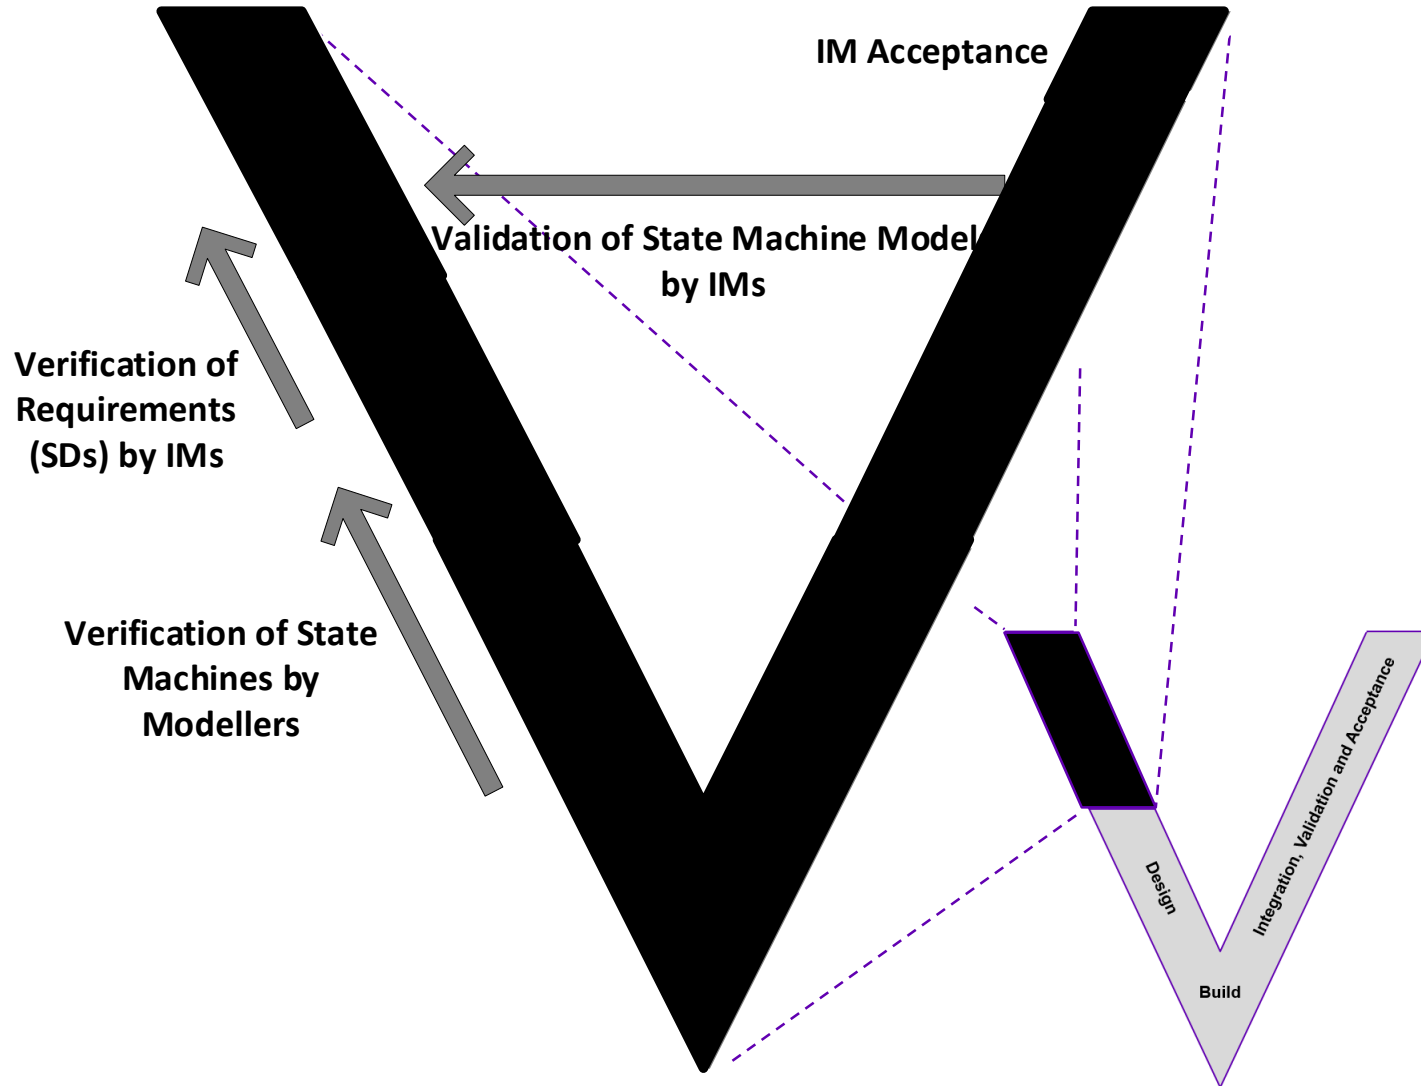 IM Acceptance
Validation of State Machine Model
by IMs
Verification of
Requirements
(SDs) by IMs
Verification of State
Machines by
Modellers
Design
Build
Integration, Validation and Acceptance